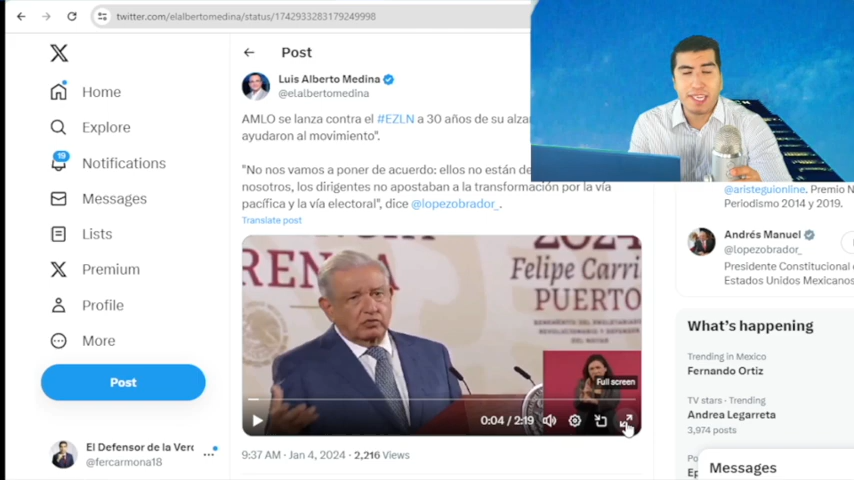 twitter.com/elalbertomedina/status/1742933283179249998
Home
Explore
19
Notifications
Messages
Lists
Premium
Profile
More
Post
El Defensor de la Verd
@fercarmona18
Post
Luis Alberto Medina
@elalbertomedina
AMLO se lanza contra el #EZLN a 30 años de su alza
ayudaron al movimiento".
"No nos vamos a poner de acuerdo: ellos no están de
nosotros, los dirigentes no apostaban a la transformación por la vía
pacífica y la vía electoral", dice @lopezobrador_.
Translate post
RENCIA
PRENSA
2024
Felipe Carri
PUERTO
Full screen
0:04 / 2:19
9:37 AM · Jan 4, 2024 · 2,216 Views
@aristeguionline. Premio N
Periodismo 2014 y 2019.
Andrés Manuel
@lopezobrador_
Presidente Constitucional
Estados Unidos Mexicanos
What's happening
Trending in Mexico
Fernando Ortiz
TV stars · Trending
Andrea Legarreta
3,974 posts
Po
Ep
Messages